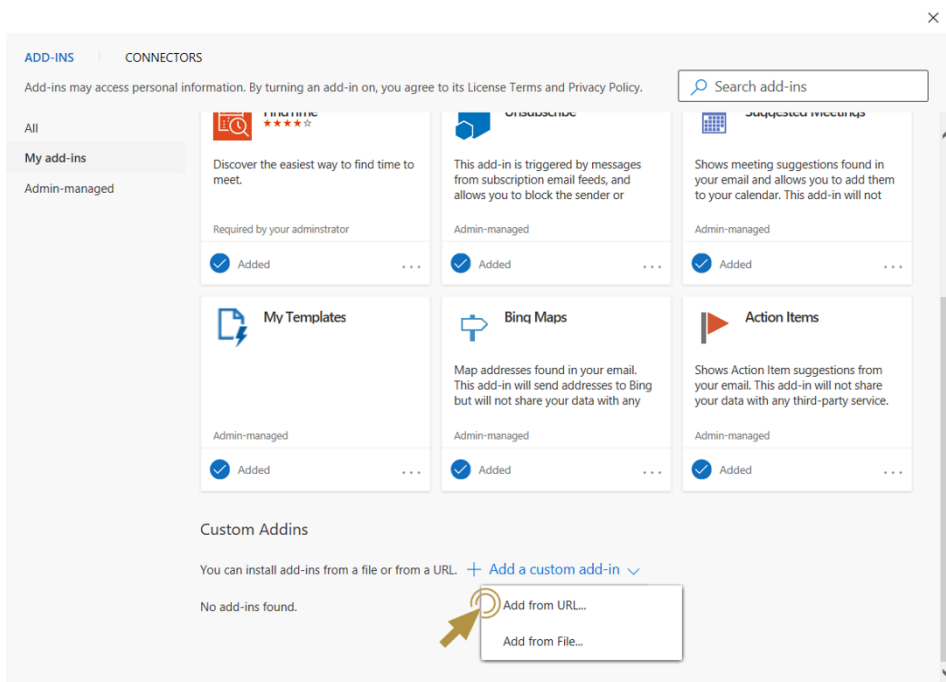 ADD-INS CONNECTORS
Add-ins may access personal information. By turning an add-in on, you agree to its License Terms and Privacy Policy.
Search add-ins
All
My add-ins
Admin-managed
FindTime
Discover the easiest way to find time to
meet.
Required by your adminstrator
Added
Unsubscribe
This add-in is triggered by messages
from subscription email feeds, and
allows you to block the sender or
Admin-managed
Added
Suggested Meetings
Shows meeting suggestions found in
your email and allows you to add them
to your calendar. This add-in will not
Admin-managed
Added
My Templates
Admin-managed
Added
Bing Maps
Map addresses found in your email.
This add-in will send addresses to Bing
but will not share your data with any
Admin-managed
Added
Action Items
Shows Action Item suggestions from
your email. This add-in will not share
your data with any third-party service.
Admin-managed
Added
Custom Addins
You can install add-ins from a file or from a URL. + Add a custom add-in
No add-ins found.
Add from URL...
Add from File...